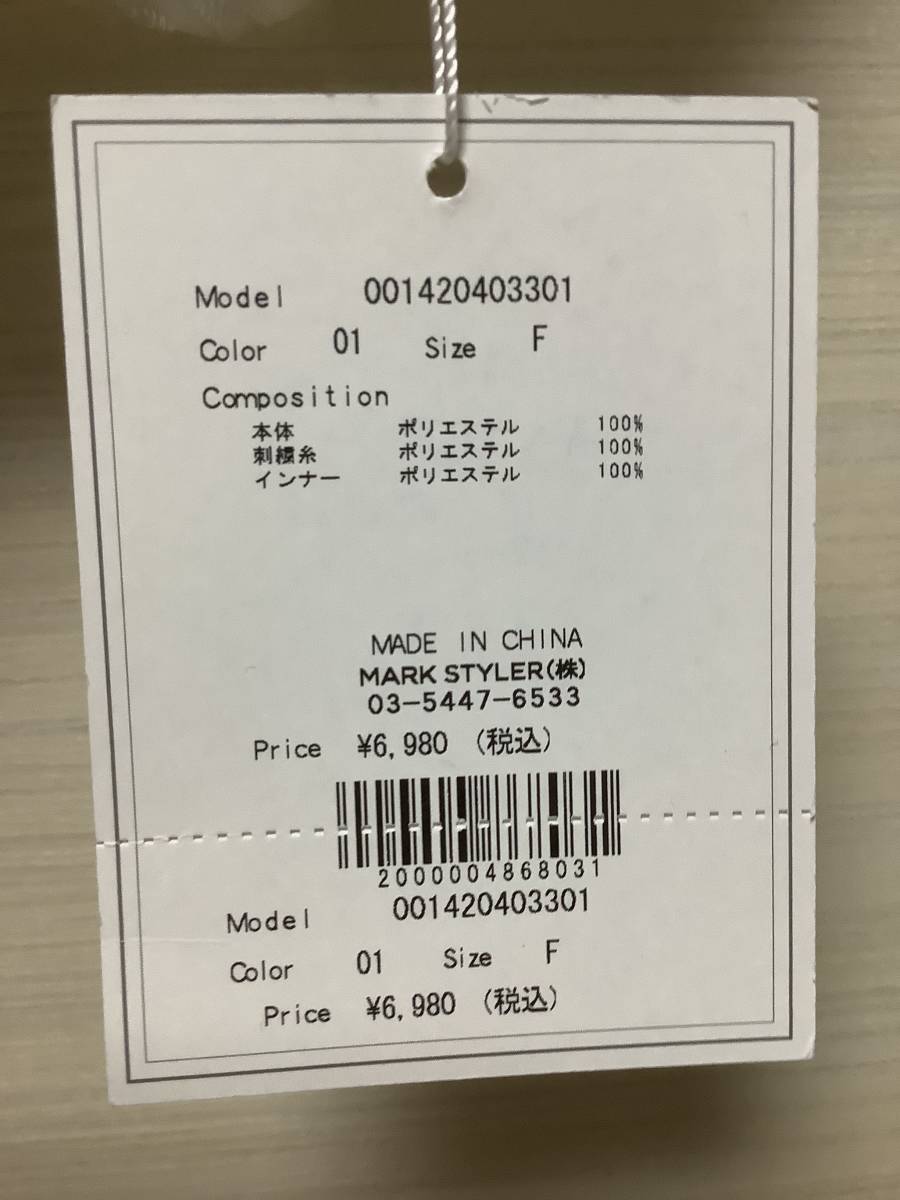 Model 001420403301
Color 01 Size F
Composition
本体 ポリエステル 100%
刺繍糸 ポリエステル 100%
インナー ポリエステル 100%
MADE IN CHINA
MARK STYLER(株)
03-5447-6533
Price ¥6,980 (税込)
2000004868031
Model 001420403301
Color 01 Size F
Price ¥6,980 (税込)